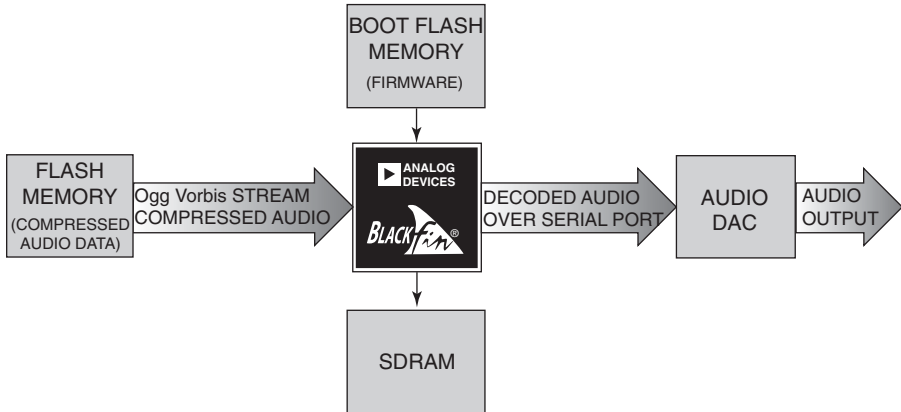 BOOT FLASH
MEMORY
(FIRMWARE)
FLASH
MEMORY
(COMPRESSED
AUDIO DATA)
Ogg Vorbis STREAM
COMPRESSED AUDIO
ANALOG
DEVICES
BLACKfin®
DECODED AUDIO
OVER SERIAL PORT
AUDIO
DAC
AUDIO
OUTPUT
SDRAM